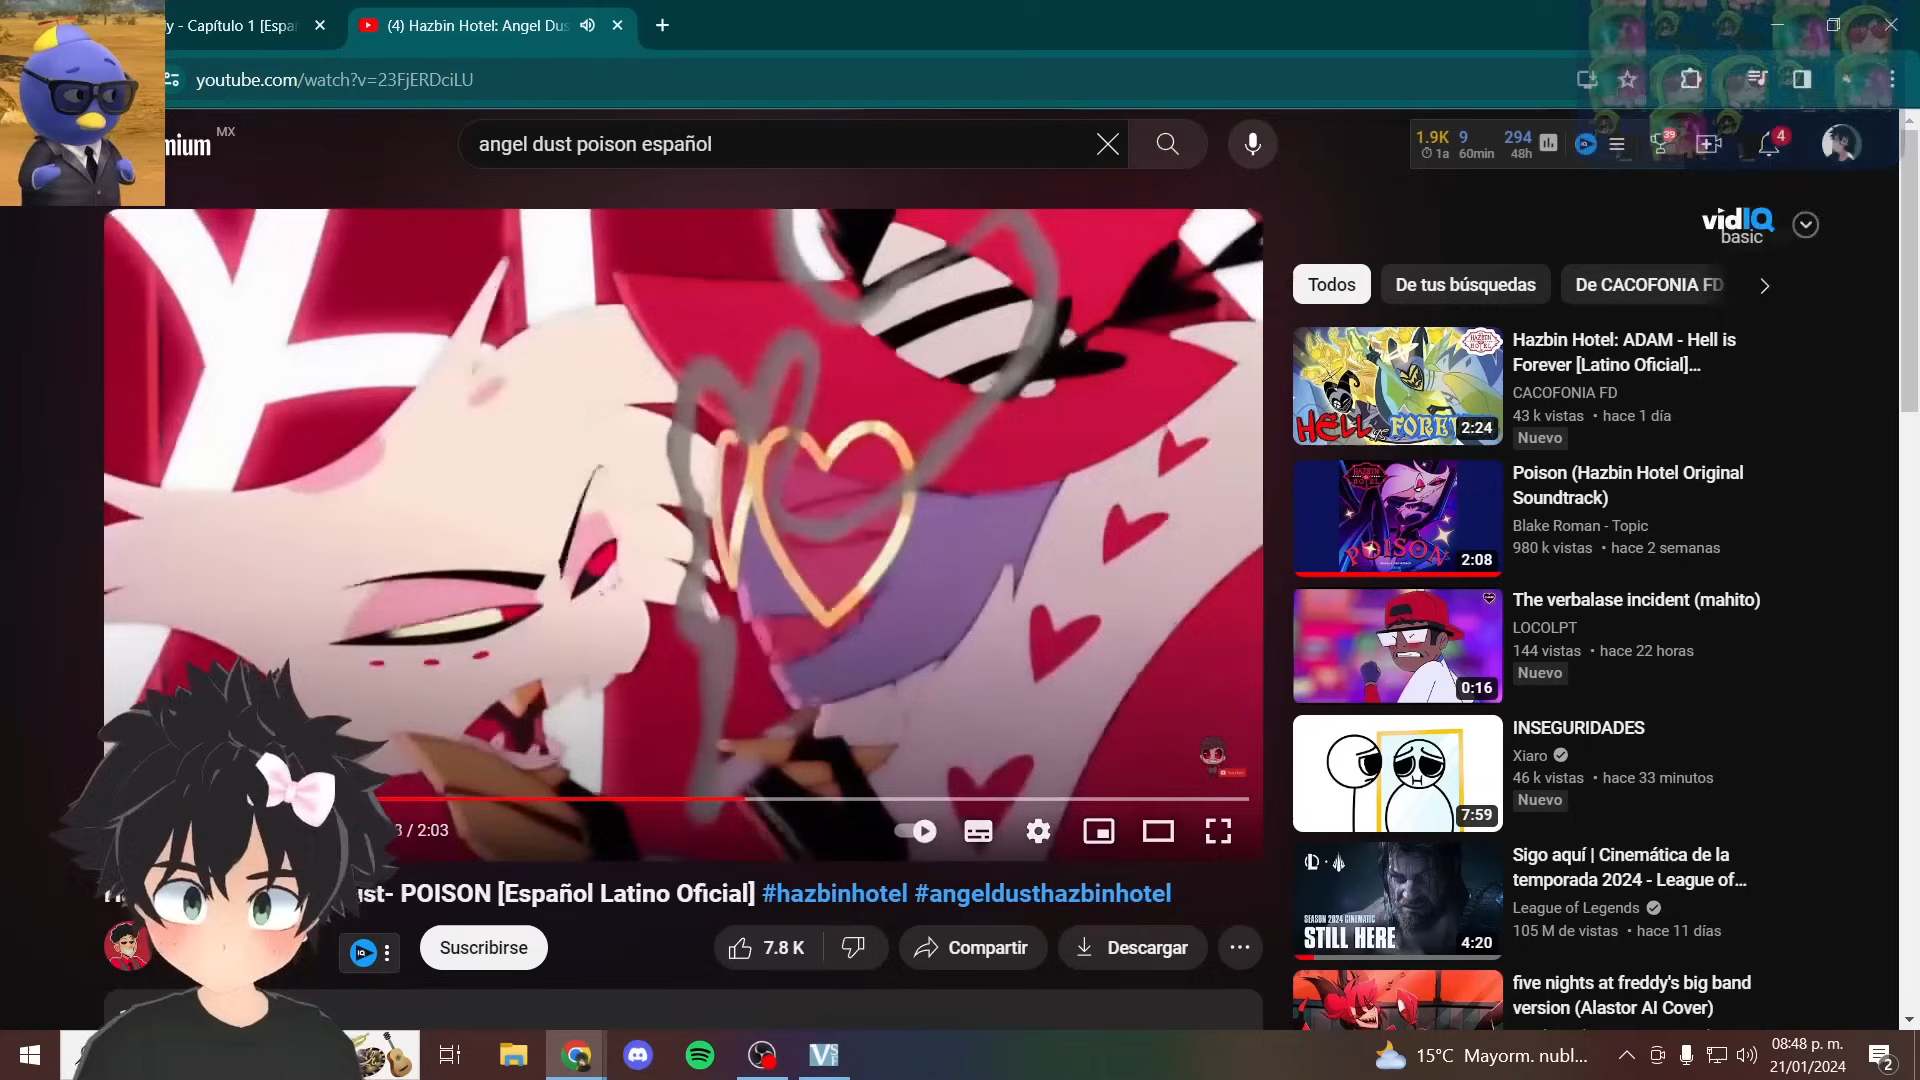 y - Capítulo 1 [Espa
(4) Hazbin Hotel: Angel Dus
youtube.com/watch?v=23FjERDciLU
mium MX
angel dust poison español
1.9K 9 294
1a 60min 48h
39
4
vidIQ
basic
Todos
De tus búsquedas
De CACOFONIA FD
Hazbin Hotel: ADAM - Hell is
Forever [Latino Oficial]...
CACOFONIA FD
43 k vistas • hace 1 día
Nuevo
2:24
Poison (Hazbin Hotel Original
Soundtrack)
Blake Roman - Topic
980 k vistas • hace 2 semanas
POISON
2:08
The verbalase incident (mahito)
LOCOLPT
144 vistas • hace 22 horas
Nuevo
0:16
INSEGURIDADES
Xiaro
46 k vistas • hace 33 minutos
Nuevo
7:59
Sigo aquí | Cinemática de la
temporada 2024 - League of...
League of Legends
105 M de vistas • hace 11 días
SEASON 2024 CINEMATIC
STILL HERE
4:20
five nights at freddy's big band
version (Alastor AI Cover)
3 / 2:03
ust- POISON [Español Latino Oficial] #hazbinhotel #angeldusthazbinhotel
Suscribirse
7.8 K
Compartir
Descargar
15°C Mayorm. nubl...
08:48 p. m.
21/01/2024
2